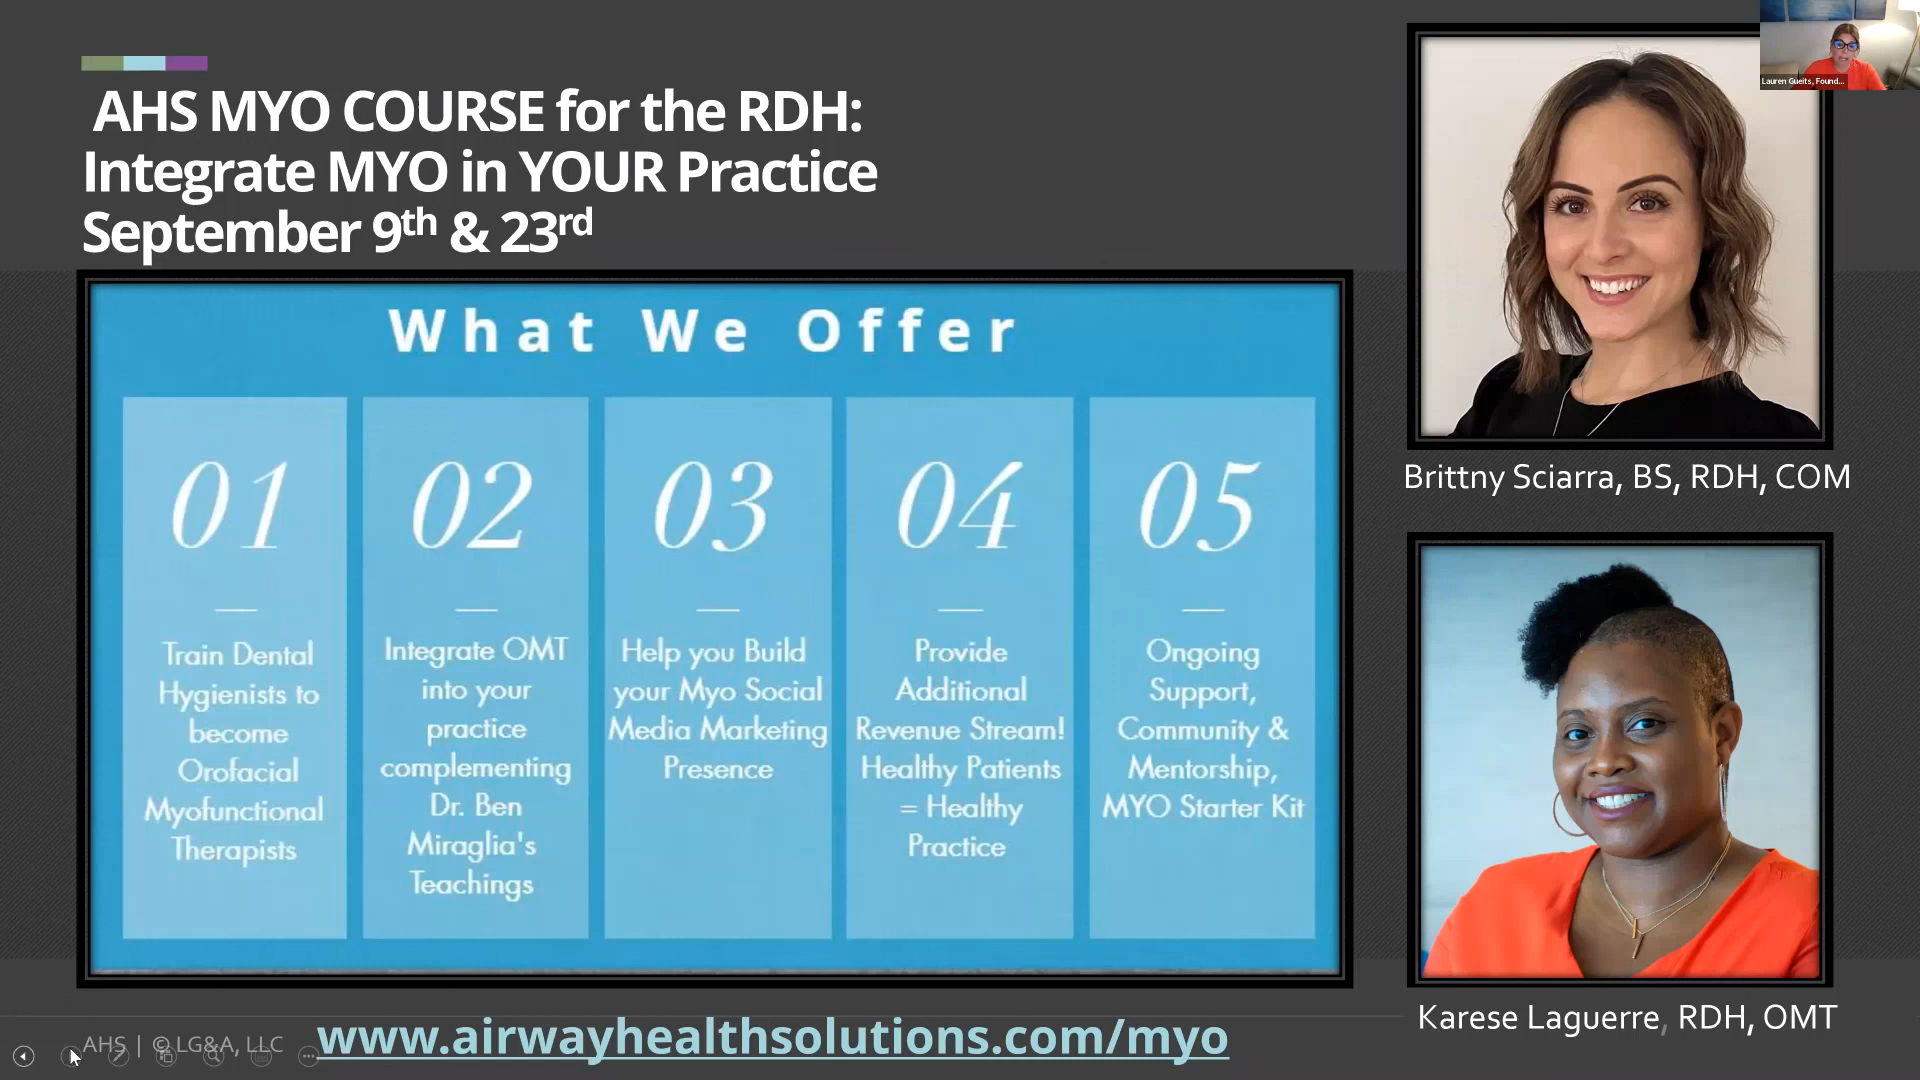 AHS MYO COURSE for the RDH:
Integrate MYO in YOUR Practice
September 9th & 23rd
What We Offer
01
Train Dental
Hygienists to
become
Orofacial
Myofunctional
Therapists
02
Integrate OMT
into your
practice
complementing
Dr. Ben
Miraglia's
Teachings
03
Help you Build
your Myo Social
Media Marketing
Presence
04
Provide
Additional
Revenue Stream!
Healthy Patients
= Healthy
Practice
05
Ongoing
Support,
Community &
Mentorship,
MYO Starter Kit
Lauren Gueits, Found...
Brittny Sciarra, BS, RDH, COM
Karese Laguerre, RDH, OMT
AHS | © LG&A, LLC
www.airwayhealthsolutions.com/myo